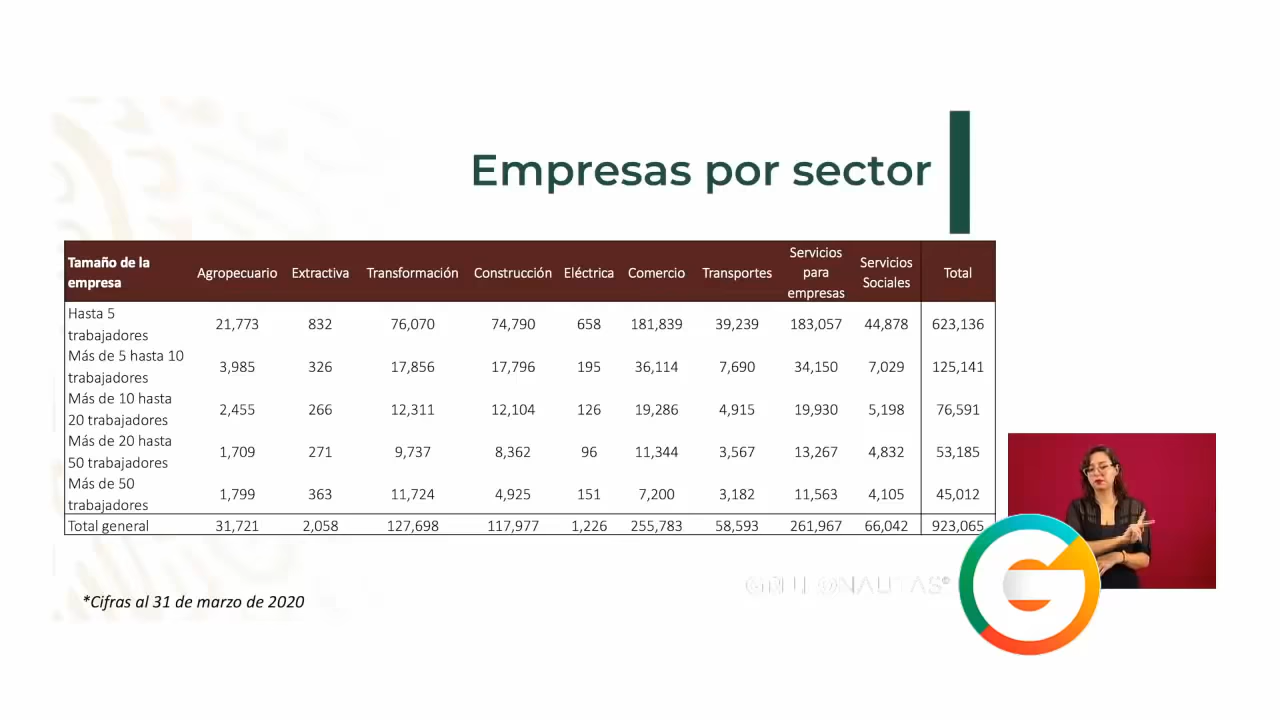 Empresas por sector
Tamaño de la empresa Agropecuario Extractiva Transformación Construcción Eléctrica Comercio Transportes Servicios para empresas Servicios Sociales Total
Hasta 5 trabajadores 21,773 832 76,070 74,790 658 181,839 39,239 183,057 44,878 623,136
Más de 5 hasta 10 trabajadores 3,985 326 17,856 17,796 195 36,114 7,690 34,150 7,029 125,141
Más de 10 hasta 20 trabajadores 2,455 266 12,311 12,104 126 19,286 4,915 19,930 5,198 76,591
Más de 20 hasta 50 trabajadores 1,709 271 9,737 8,362 96 11,344 3,567 13,267 4,832 53,185
Más de 50 trabajadores 1,799 363 11,724 4,925 151 7,200 3,182 11,563 4,105 45,012
Total general 31,721 2,058 127,698 117,977 1,226 255,783 58,593 261,967 66,042 923,065
*Cifras al 31 de marzo de 2020
G